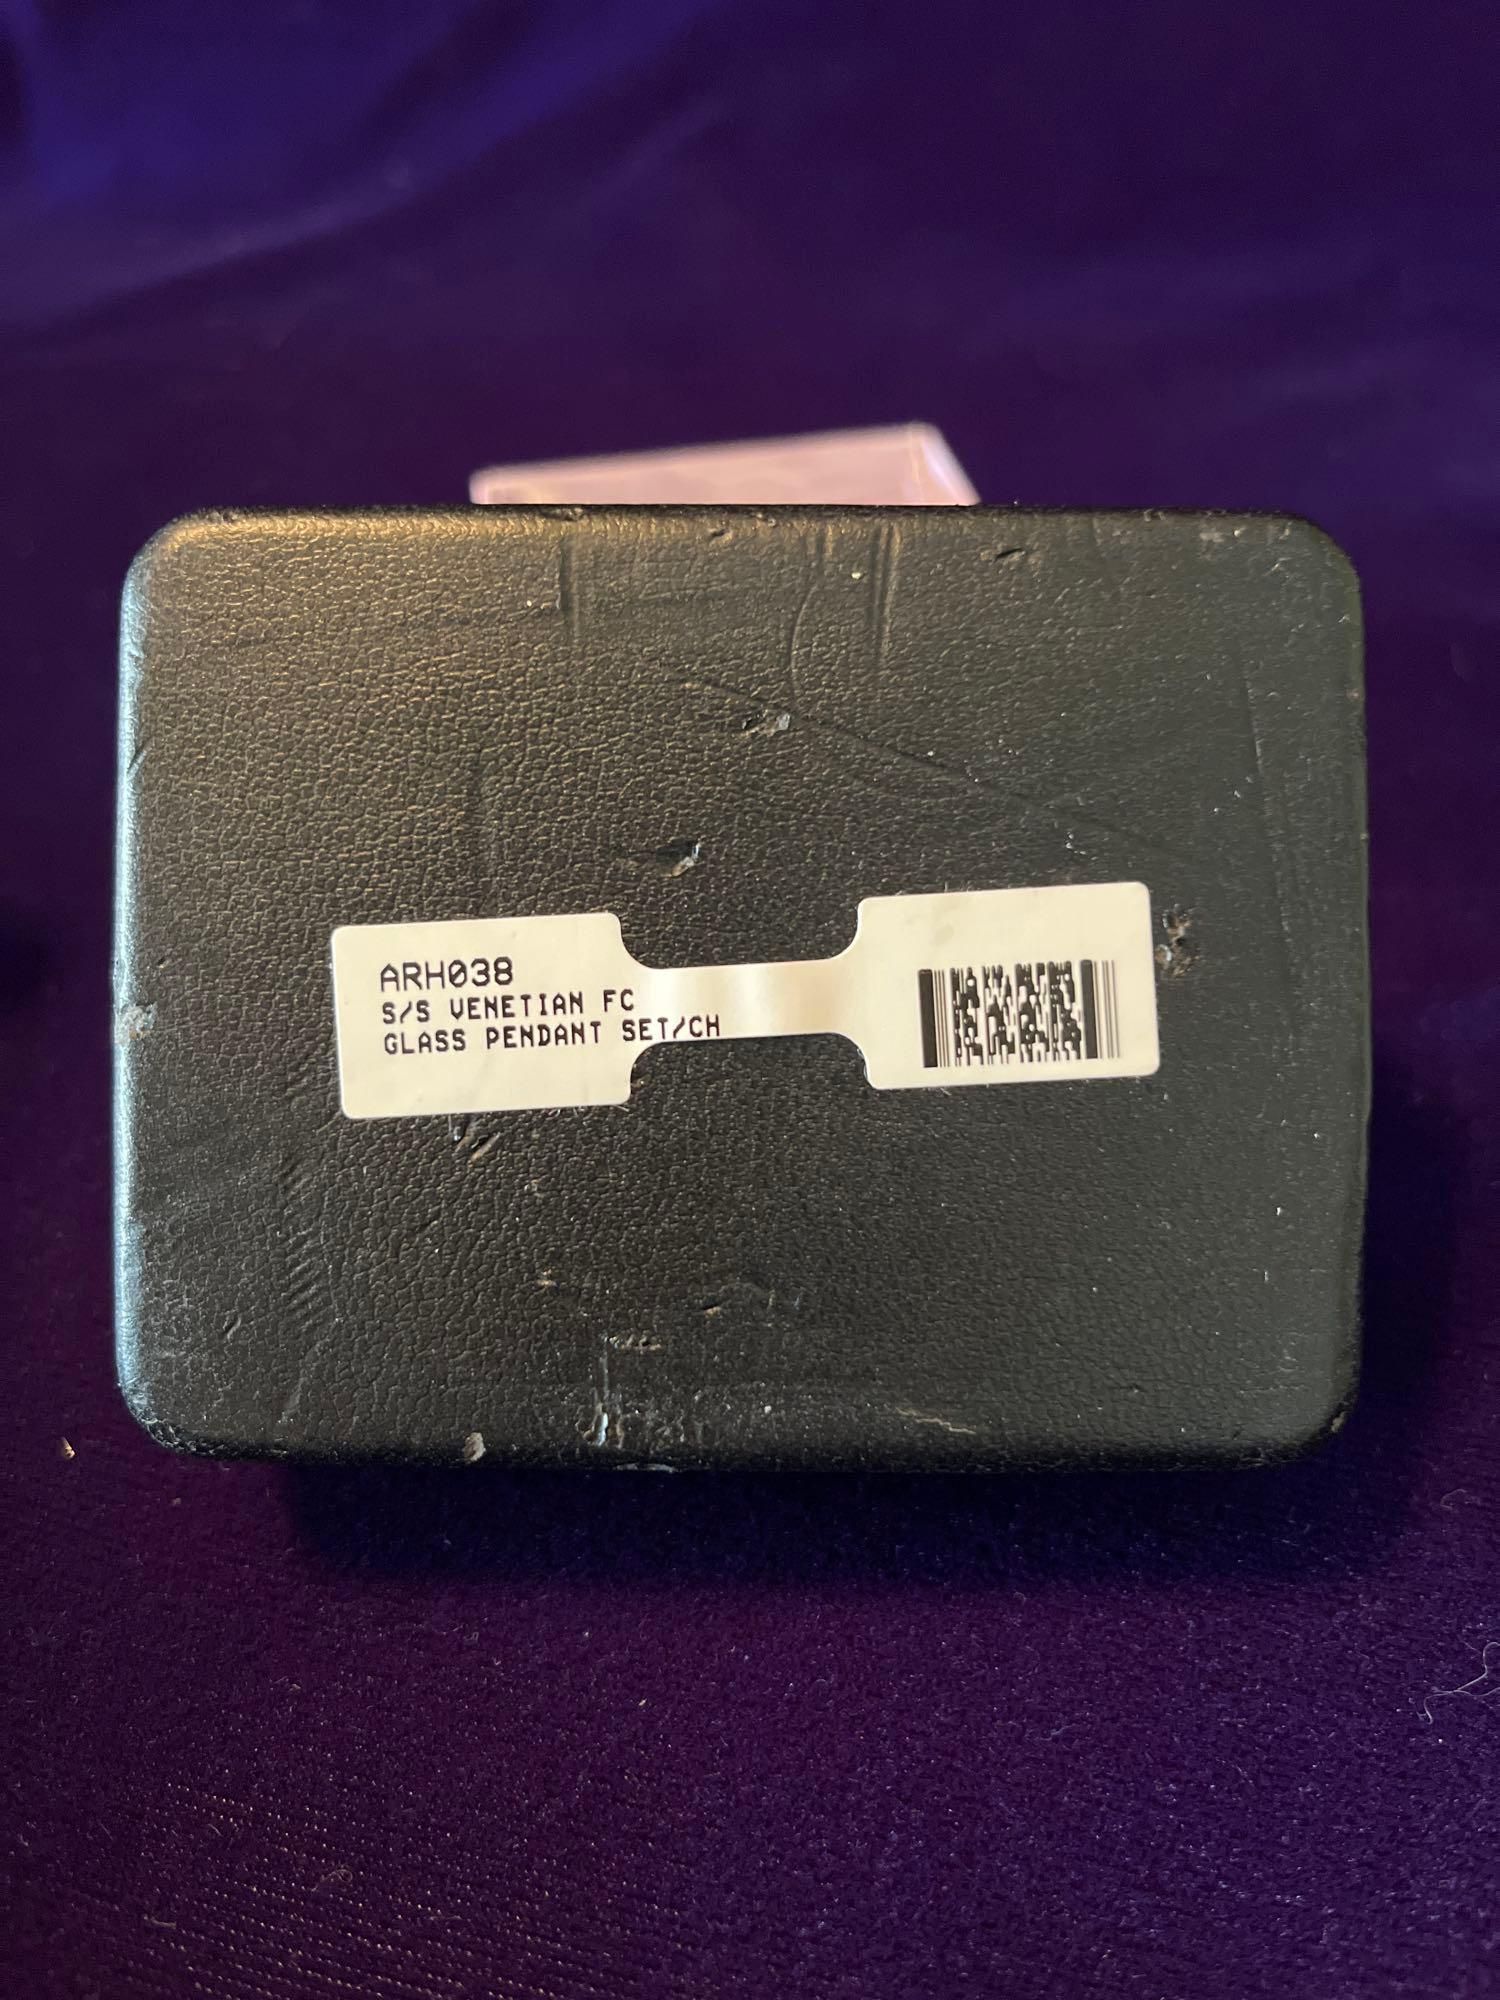 ARH038
S/S VENETIAN FC
GLASS PENDANT SET/CH